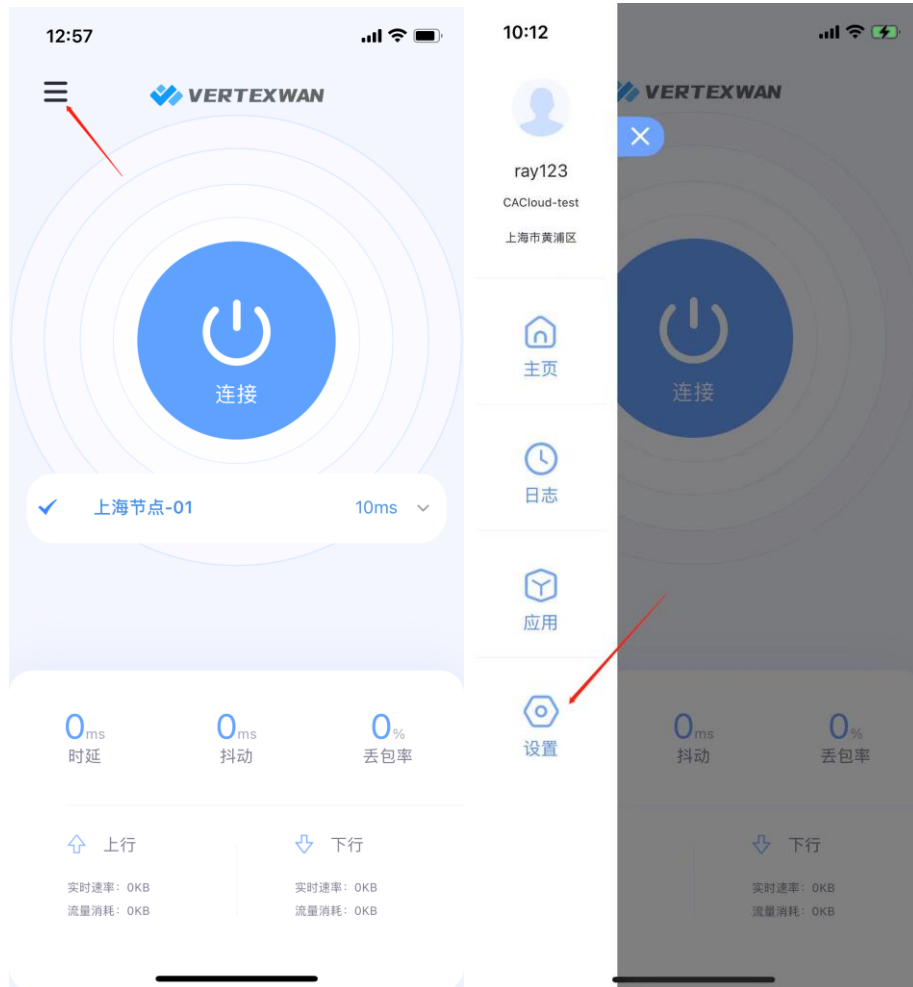 12:57
VERTEXWAN
连接
上海节点-01
10ms
0ms
时延
0ms
抖动
0%
丢包率
上行
下行
实时速率：0KB
流量消耗：0KB
实时速率：0KB
流量消耗：0KB
10:12
ray123
CACloud-test
上海市黄浦区
主页
日志
应用
设置
VERTEXWAN
连接
0ms
抖动
0%
丢包率
下行
实时速率：0KB
流量消耗：0KB